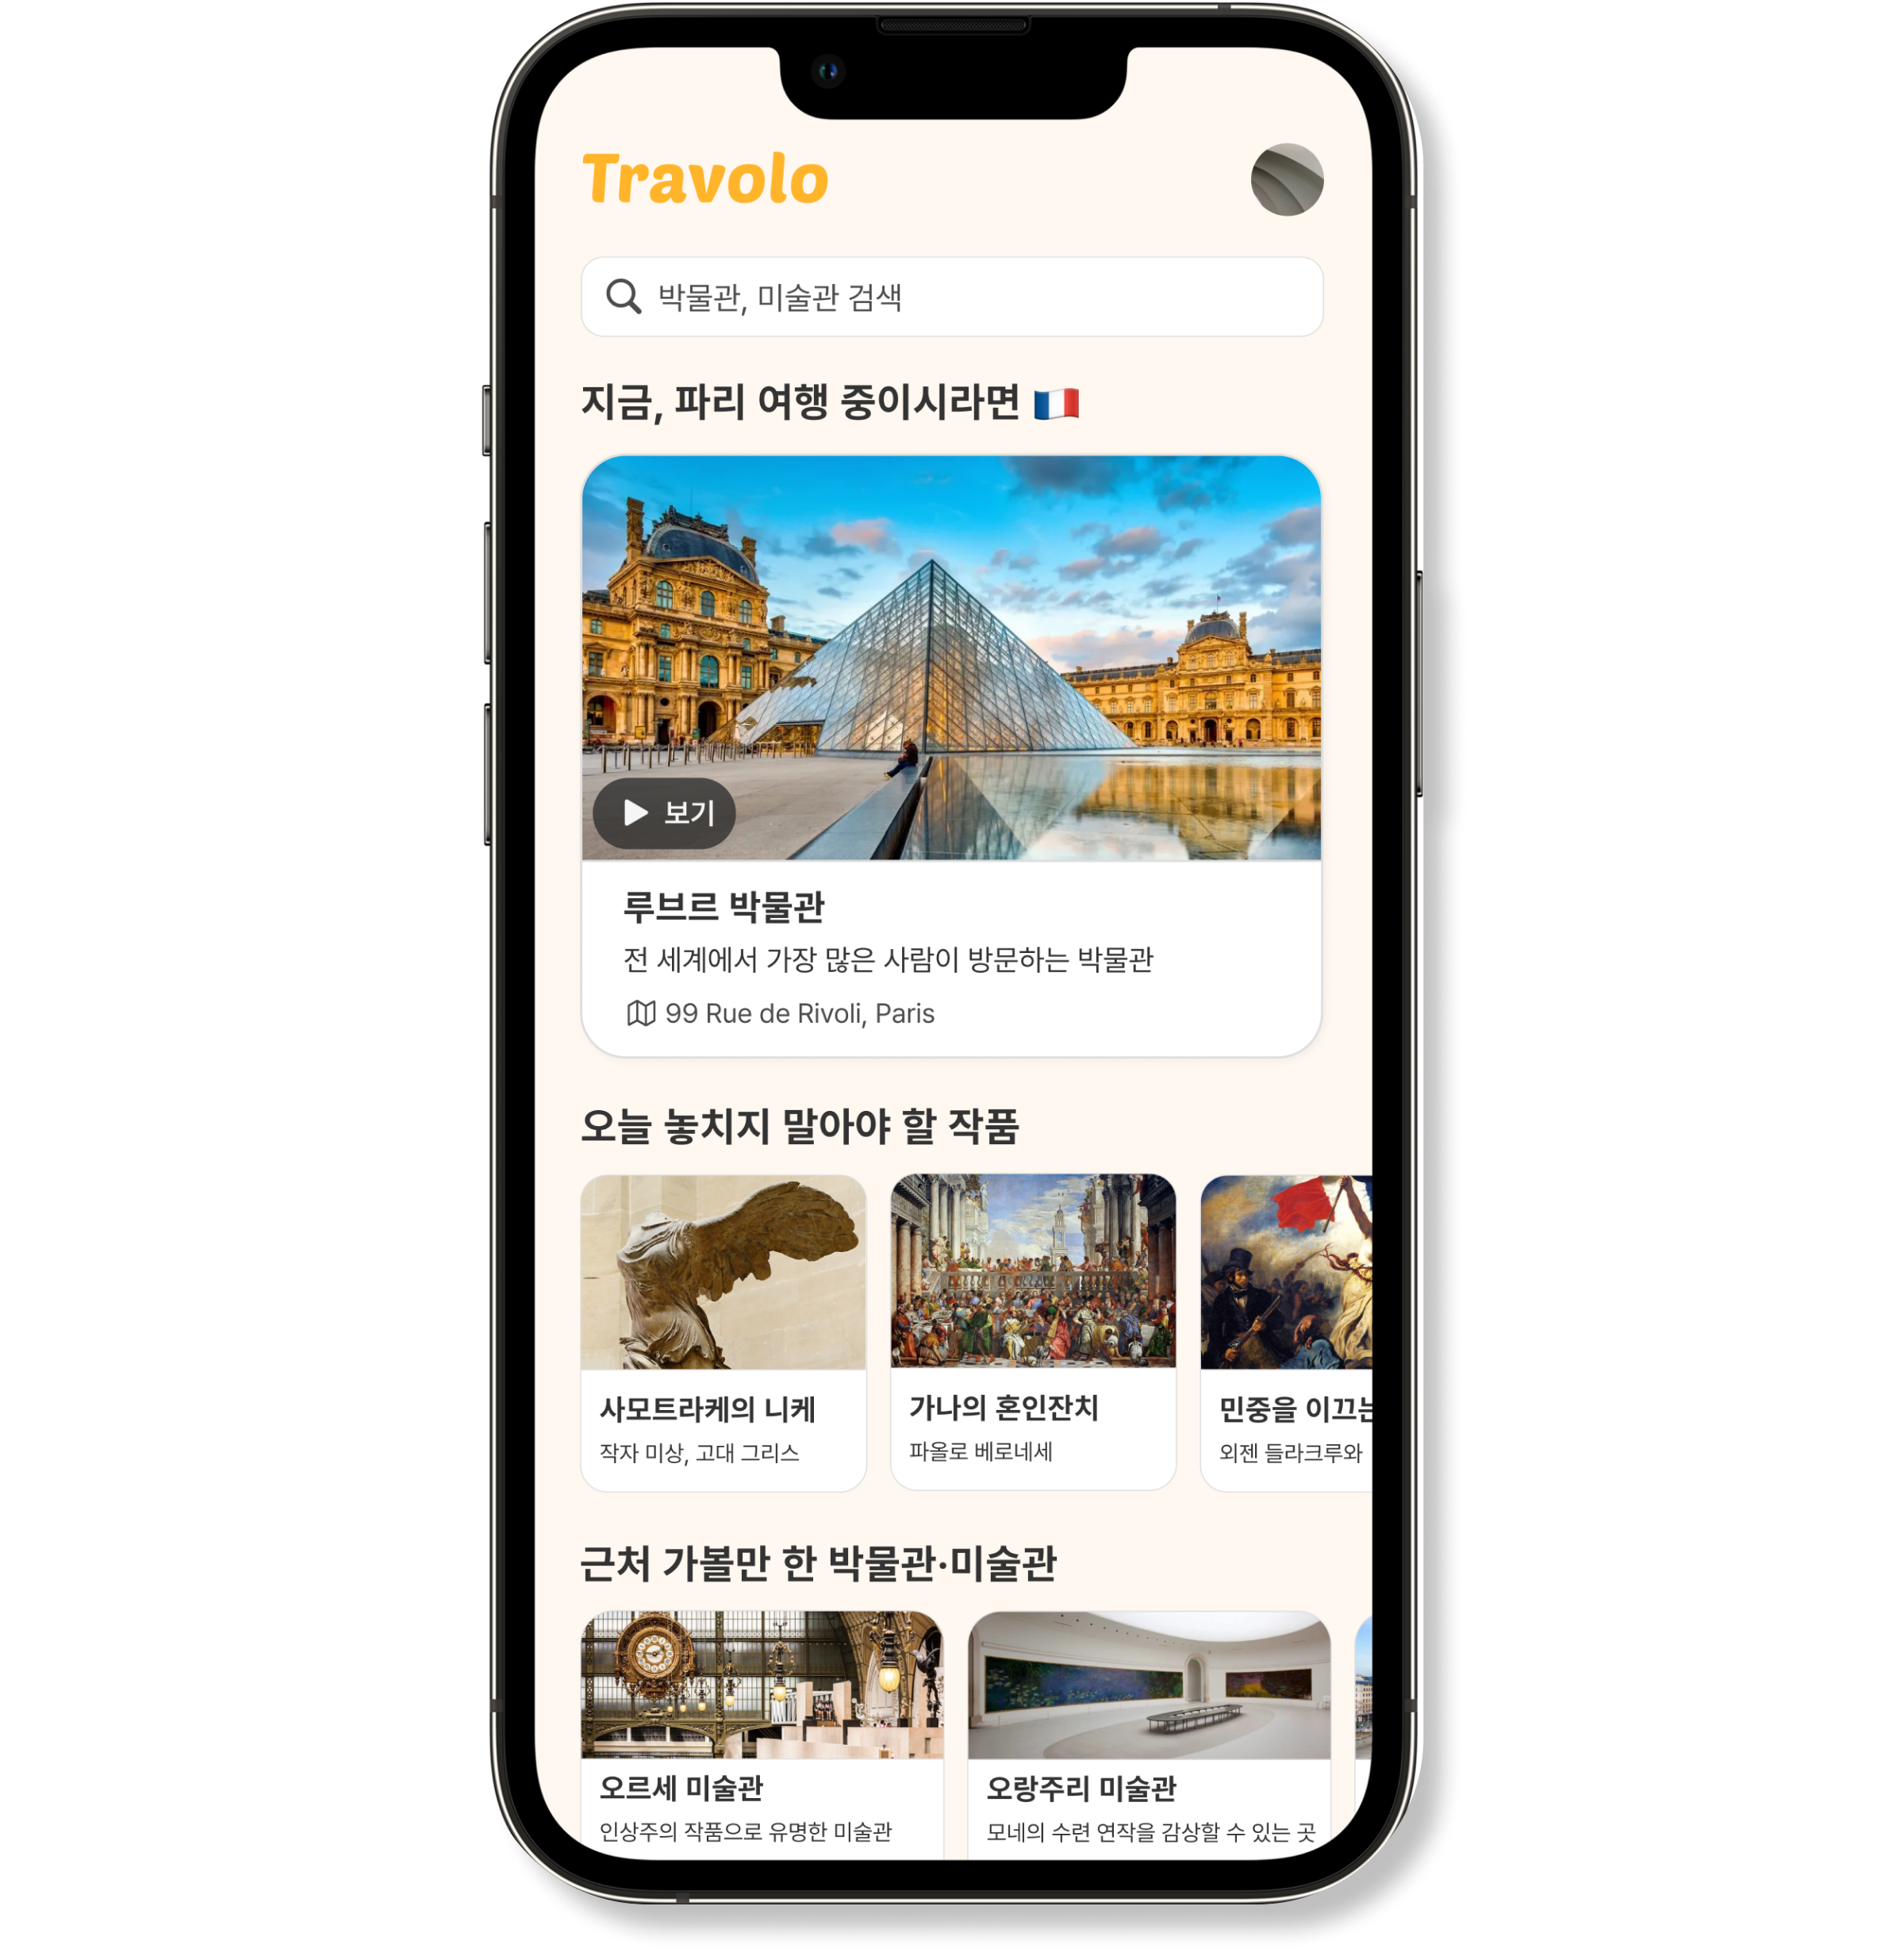 Travolo
박물관, 미술관 검색
지금, 파리 여행 중이시라면
보기
루브르 박물관
전 세계에서 가장 많은 사람이 방문하는 박물관
99 Rue de Rivoli, Paris
오늘 놓치지 말아야 할 작품
사모트라케의 니케
작자 미상, 고대 그리스
가나의 혼인잔치
파올로 베로네세
민중을 이끄는
외젠 들라크루와
근처 가볼만 한 박물관·미술관
오르세 미술관
인상주의 작품으로 유명한 미술관
오랑주리 미술관
모네의 수련 연작을 감상할 수 있는 곳